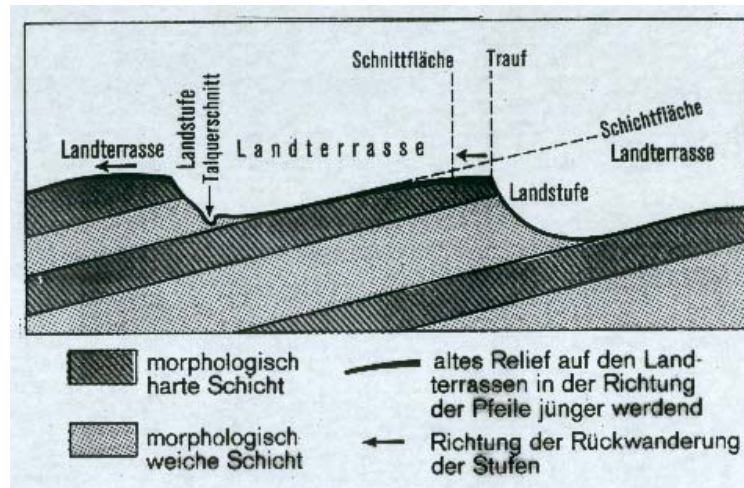 Schnittfläche
Trauf
Landstufe
Talquerschnitt
Schichtfläche
Landterrasse
Landterrasse
Landterrasse
Landstufe
morphologisch
harte Schicht
altes Relief auf den Land-
terrassen in der Richtung
der Pfeile jünger werdend
morphologisch
weiche Schicht
Richtung der Rückwanderung
der Stufen